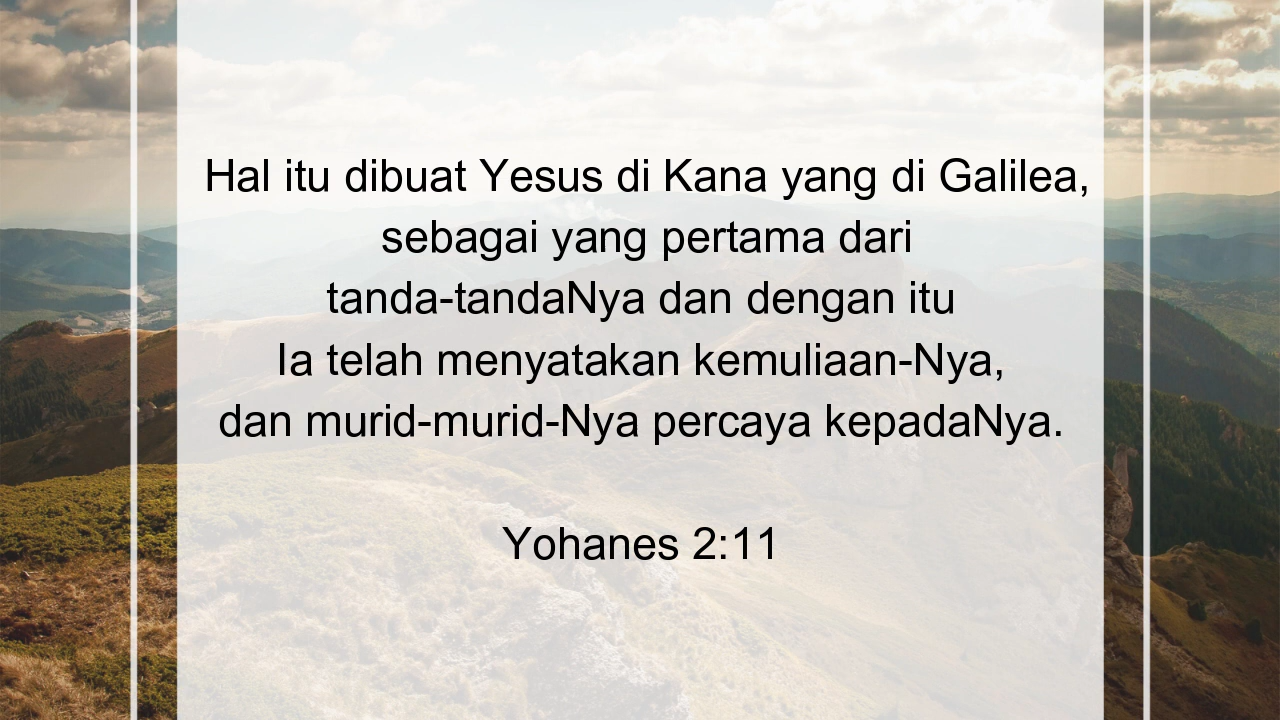 Hal itu dibuat Yesus di Kana yang di Galilea,
sebagai yang pertama dari
tanda-tandaNya dan dengan itu
Ia telah menyatakan kemuliaan-Nya,
dan murid-murid-Nya percaya kepadaNya.
Yohanes 2:11